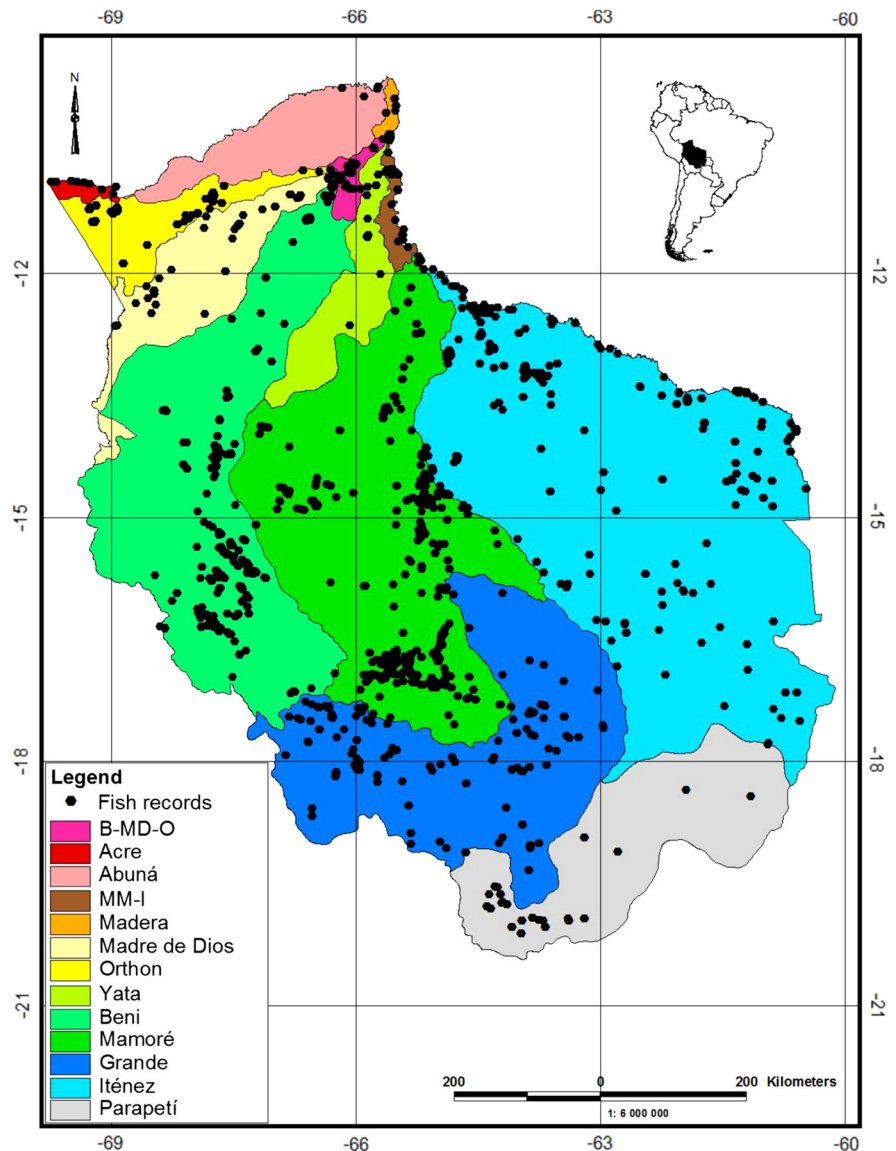 -69 -66 -63 -60
N
-12 -12
-15 -15
-18 -18
-21 -21
Legend
Fish records
B-MD-O
Acre
Abuná
MM-I
Madera
Madre de Dios
Orthon
Yata
Beni
Mamoré
Grande
Iténez
Parapetí
200 0 200 Kilometers
1: 6 000 000
-69 -66 -63 -60